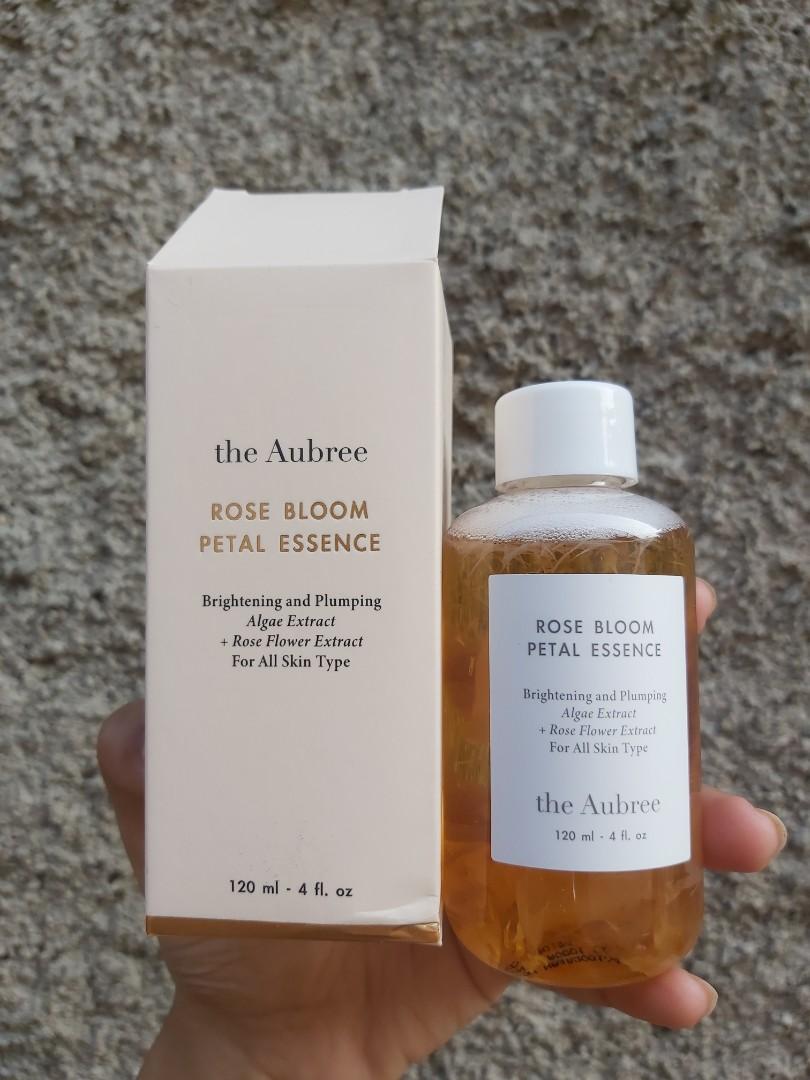 the Aubree
ROSE BLOOM
PETAL ESSENCE
Brightening and Plumping
Algae Extract
+ Rose Flower Extract
For All Skin Type
120 ml - 4 fl. oz
ROSE BLOOM
PETAL ESSENCE
Brightening and Plumping
Algae Extract
+ Rose Flower Extract
For All Skin Type
the Aubree
120 ml - 4 fl. oz